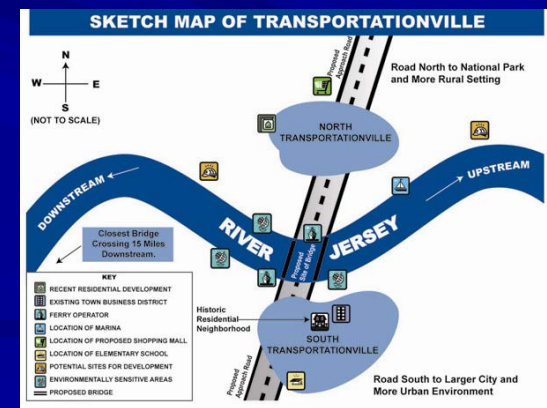 SKETCH MAP OF TRANSPORTATIONVILLE
N
W
E
S
(NOT TO SCALE)
Proposed
Approach Road
Road North to National Park
and More Rural Setting
NORTH
TRANSPORTATIONVILLE
DOWNSTREAM
UPSTREAM
RIVER
JERSEY
Proposed
Site of Bridge
Closest Bridge
Crossing 15 Miles
Downstream.
KEY
RECENT RESIDENTIAL DEVELOPMENT
EXISTING TOWN BUSINESS DISTRICT
FERRY OPERATOR
LOCATION OF MARINA
LOCATION OF PROPOSED SHOPPING MALL
LOCATION OF ELEMENTARY SCHOOL
POTENTIAL SITES FOR DEVELOPMENT
ENVIRONMENTALLY SENSITIVE AREAS
PROPOSED BRIDGE
Historic
Residential
Neighborhood
SOUTH
TRANSPORTATIONVILLE
Proposed
Approach Road
Road South to Larger City and
More Urban Environment